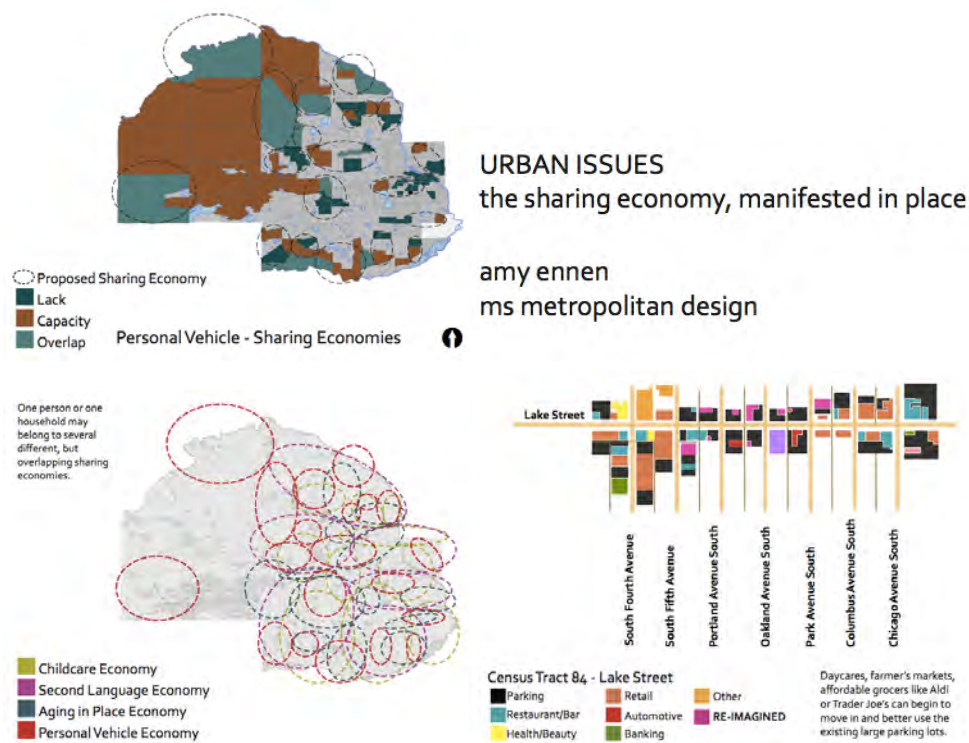 URBAN ISSUES
the sharing economy, manifested in place
amy ennen
ms metropolitan design
Proposed Sharing Economy
Lack
Capacity
Overlap
Personal Vehicle - Sharing Economies
One person or one
household may
belong to several
different, but
overlapping sharing
economies.
Childcare Economy
Second Language Economy
Aging in Place Economy
Personal Vehicle Economy
Lake Street
South Fourth Avenue
South Fifth Avenue
Portland Avenue South
Oakland Avenue South
Park Avenue South
Columbus Avenue South
Chicago Avenue South
Census Tract 84 - Lake Street
Parking
Restaurant/Bar
Health/Beauty
Retail
Automotive
Banking
Other
RE-IMAGINED
Daycares, farmer's markets,
affordable grocers like Aldi
or Trader Joe's can begin to
move in and better use the
existing large parking lots.